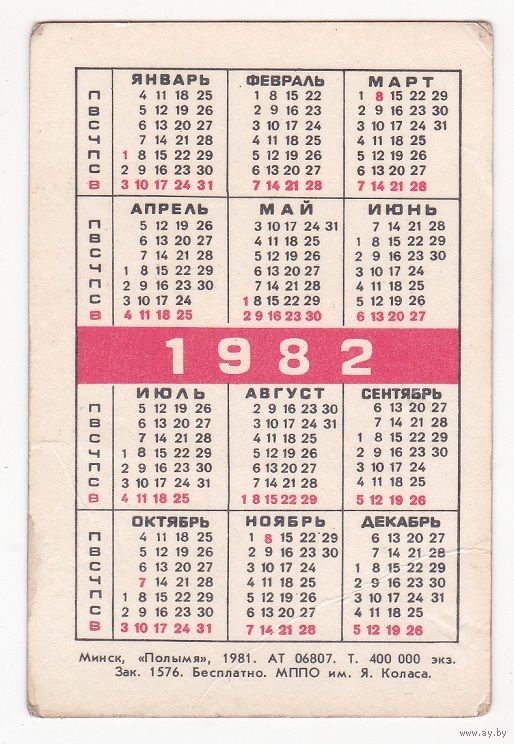 ЯНВАРЬ ФЕВРАЛЬ МАРТ
П 4 11 18 25 1 8 15 22 1 8 15 22 29
В 5 12 19 26 2 9 16 23 2 9 16 23 30
С 6 13 20 27 3 10 17 24 3 10 17 24 31
Ч 7 14 21 28 4 11 18 25 4 11 18 25
П 1 8 15 22 29 5 12 19 26 5 12 19 26
С 2 9 16 23 30 6 13 20 27 6 13 20 27
В 3 10 17 24 31 7 14 21 28 7 14 21 28
АПРЕЛЬ МАЙ ИЮНЬ
П 5 12 19 26 3 10 17 24 31 7 14 21 28
В 6 13 20 27 4 11 18 25 1 8 15 22 29
С 7 14 21 28 5 12 19 26 2 9 16 23 30
Ч 1 8 15 22 29 6 13 20 27 3 10 17 24
П 2 9 16 23 30 7 14 21 28 4 11 18 25
С 3 10 17 24 1 8 15 22 29 5 12 19 26
В 4 11 18 25 2 9 16 23 30 6 13 20 27
1982
ИЮЛЬ АВГУСТ СЕНТЯБРЬ
П 5 12 19 26 2 9 16 23 30 6 13 20 27
В 6 13 20 27 3 10 17 24 31 7 14 21 28
С 7 14 21 28 4 11 18 25 1 8 15 22 29
Ч 1 8 15 22 29 5 12 19 26 2 9 16 23 30
П 2 9 16 23 30 6 13 20 27 3 10 17 24
С 3 10 17 24 31 7 14 21 28 4 11 18 25
В 4 11 18 25 1 8 15 22 29 5 12 19 26
ОКТЯБРЬ НОЯБРЬ ДЕКАБРЬ
П 4 11 18 25 1 8 15 22 29 6 13 20 27
В 5 12 19 26 2 9 16 23 30 7 14 21 28
С 6 13 20 27 3 10 17 24 1 8 15 22 29
Ч 7 14 21 28 4 11 18 25 2 9 16 23 30
П 1 8 15 22 29 5 12 19 26 3 10 17 24 31
С 2 9 16 23 30 6 13 20 27 4 11 18 25
В 3 10 17 24 31 7 14 21 28 5 12 19 26
Минск, «Полымя», 1981. АТ 06807. Т. 400 000 экз.
Зак. 1576. Бесплатно. МППО им. Я. Коласа.
www.ay.by